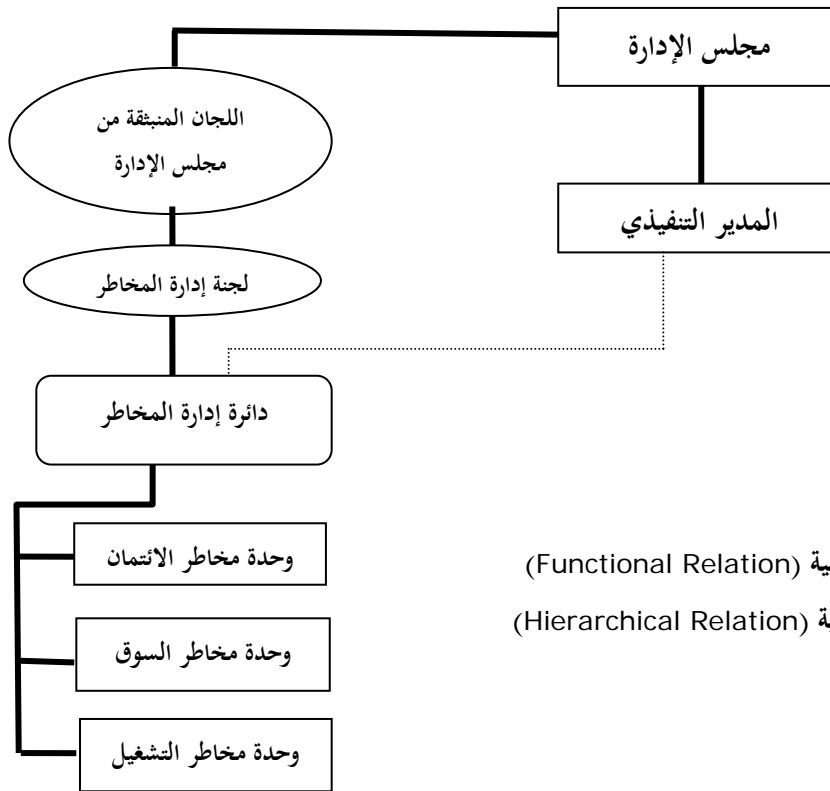 مجلس الإدارة
اللجان المنبثقة من
مجلس الإدارة
المدير التنفيذي
لجنة إدارة المخاطر
دائرة إدارة المخاطر
وحدة مخاطر الائتمان
(Functional Relation)
وحدة مخاطر السوق
(Hierarchical Relation)
وحدة مخاطر التشغيل